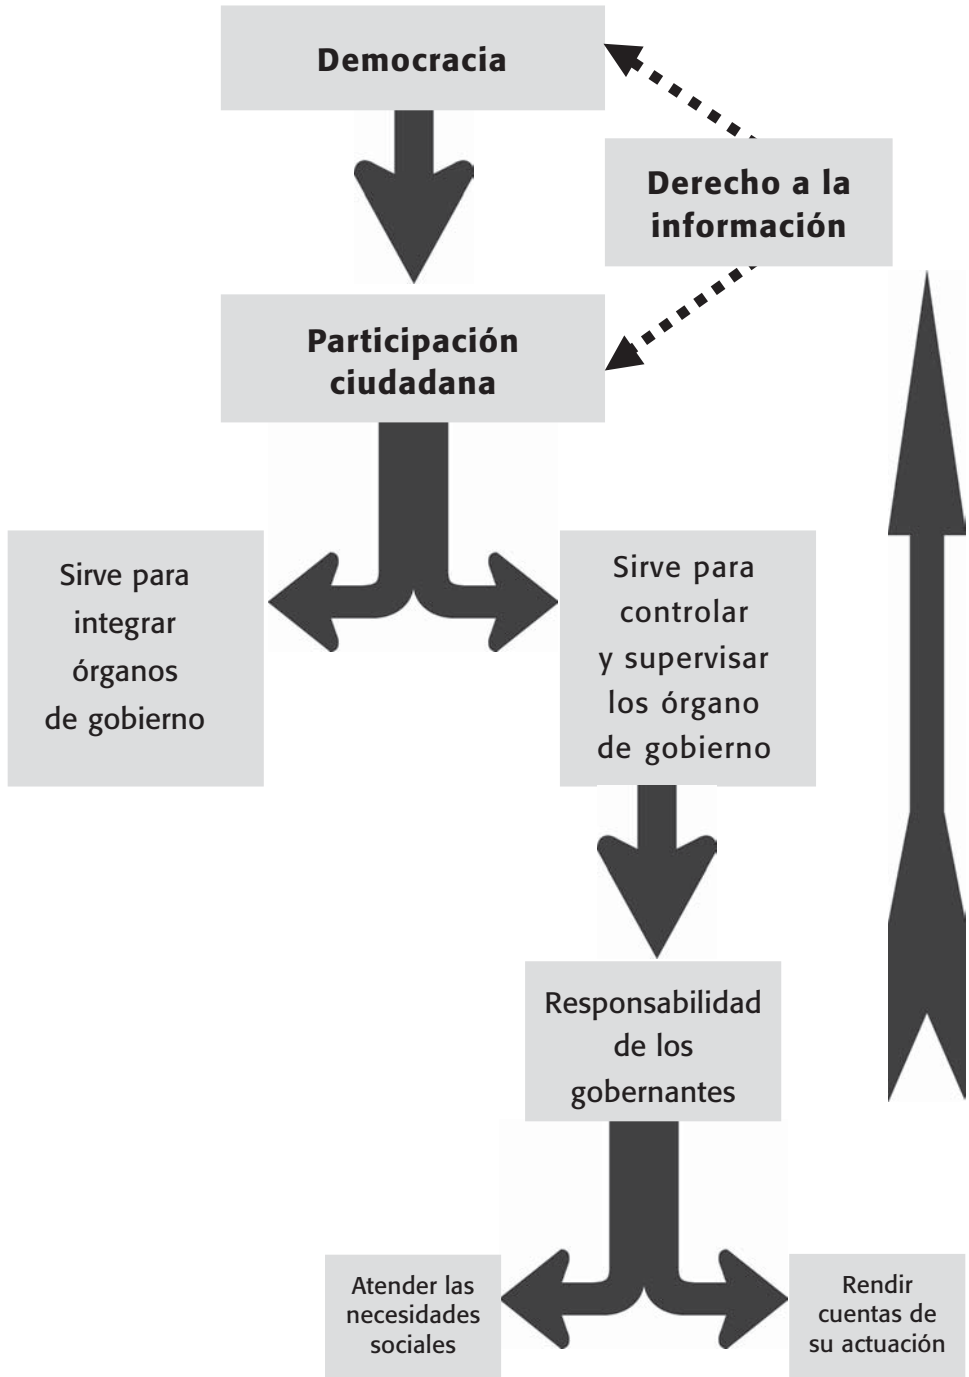 Democracia
Derecho a la
información
Participación
ciudadana
Sirve para
integrar
órganos
de gobierno
Sirve para
controlar
y supervisar
los órgano
de gobierno
Responsabilidad
de los
gobernantes
Atender las
necesidades
sociales
Rendir
cuentas de
su actuación